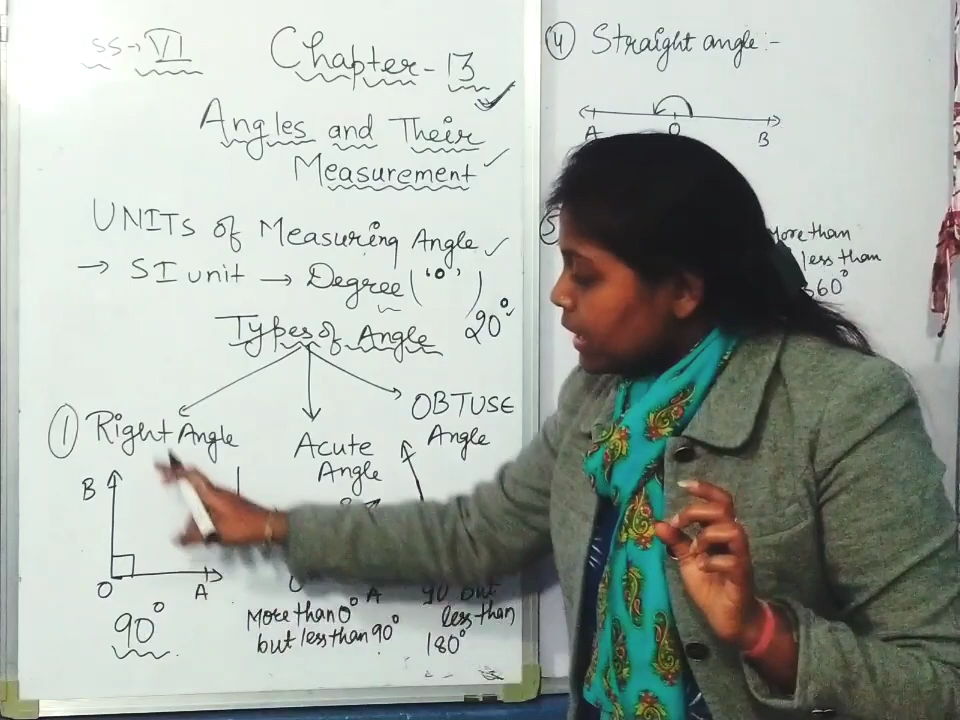 SS→ VI
Chapter-13
Angles and Their
Measurement
UNITs of Measuring Angle
→ SI unit → Degree ( '°' )
20°
Types of Angle
① Right Angle
B
O
A
90°
Acute
Angle
A
More than 0°
but less than 90°
OBTUSE
Angle
90 but
less than
180°
④ Straight angle :-
A
O
B
⑤
More than
less than
360°